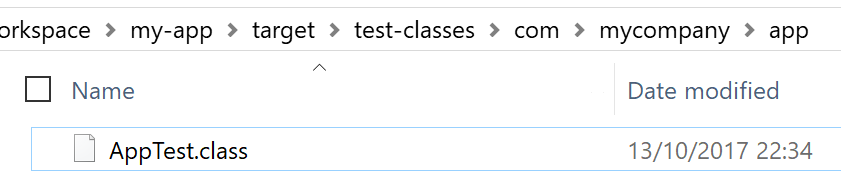 orkspace > my-app > target > test-classes > com > mycompany > app
Name Date modified
AppTest.class 13/10/2017 22:34